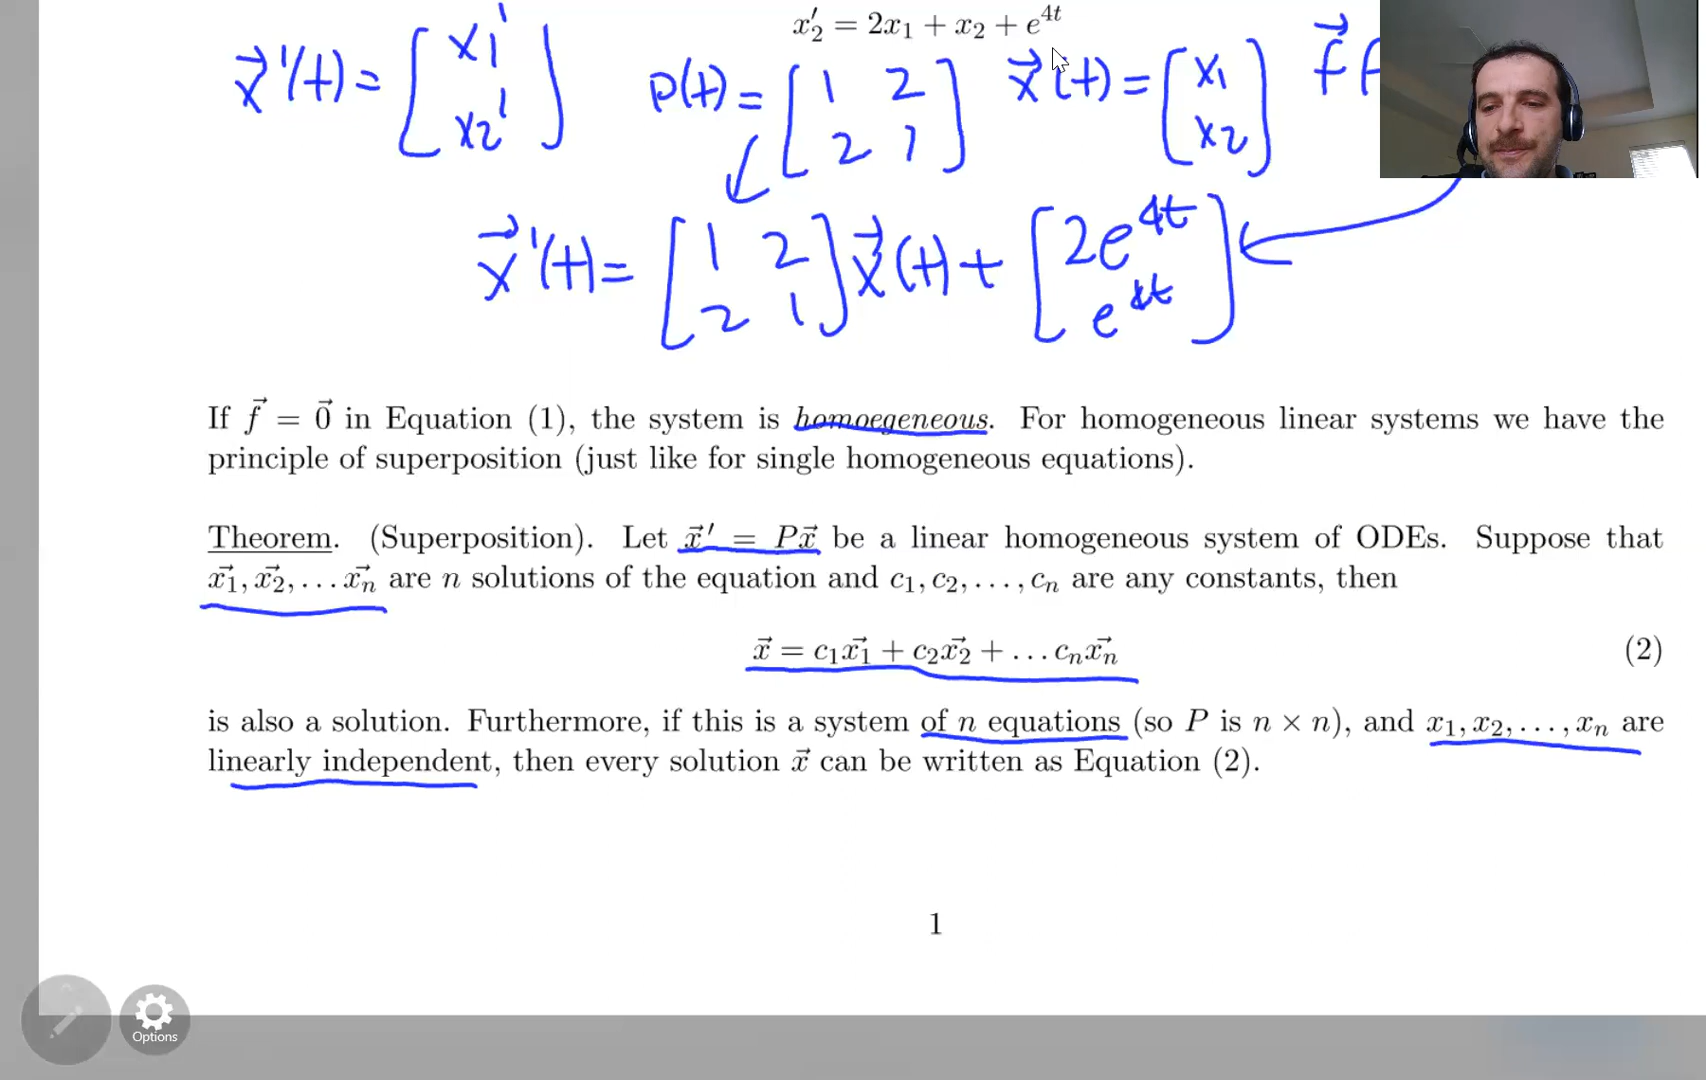 x₂′ = 2x₁ + x₂ + e^{4t}
x⃗′(t) = [x₁′ x₂′] P(t) = [1 2 2 1] x⃗(t) = [x₁ x₂] f⃗
x⃗′(t) = [1 2 2 1] x⃗(t) + [2e^{4t} e^{4t}]
If f⃗ = 0⃗ in Equation (1), the system is homoegeneous. For homogeneous linear systems we have the
principle of superposition (just like for single homogeneous equations).
Theorem. (Superposition). Let x⃗′ = Px⃗ be a linear homogeneous system of ODEs. Suppose that
x⃗₁, x⃗₂, … x⃗ₙ are n solutions of the equation and c₁, c₂, …, cₙ are any constants, then
x⃗ = c₁x⃗₁ + c₂x⃗₂ + … cₙx⃗ₙ (2)
is also a solution. Furthermore, if this is a system of n equations (so P is n × n), and x₁, x₂, …, xₙ are
linearly independent, then every solution x⃗ can be written as Equation (2).
1
Options